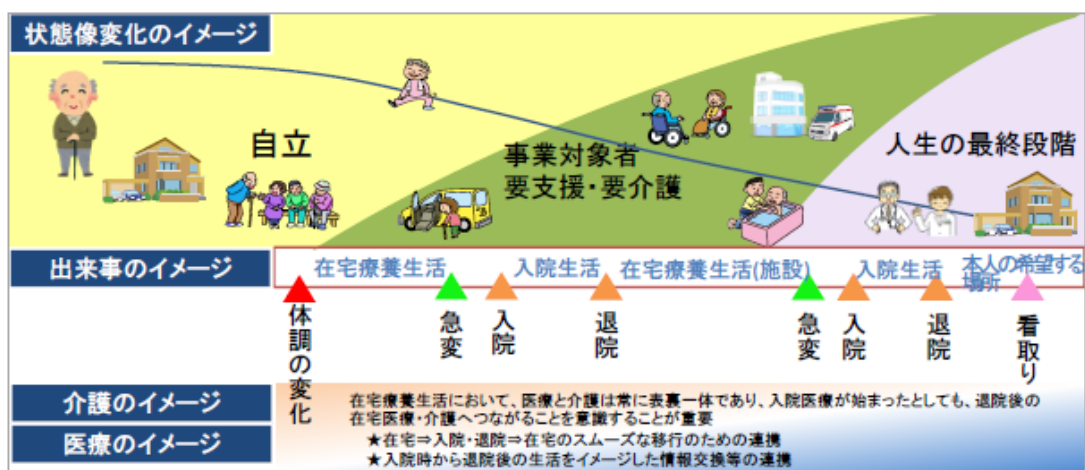 状態像変化のイメージ
自立
事業対象者
要支援・要介護
人生の最終段階
出来事のイメージ
在宅療養生活
入院生活
在宅療養生活(施設)
入院生活
本人の希望する
場所
体調の変化
急変
入院
退院
急変
入院
退院
看取り
介護のイメージ
医療のイメージ
在宅療養生活において、医療と介護は常に表裏一体であり、入院医療が始まったとしても、退院後の
在宅医療・介護へつながることを意識することが重要
★在宅⇒入院・退院⇒在宅のスムーズな移行のための連携
★入院時から退院後の生活をイメージした情報交換等の連携